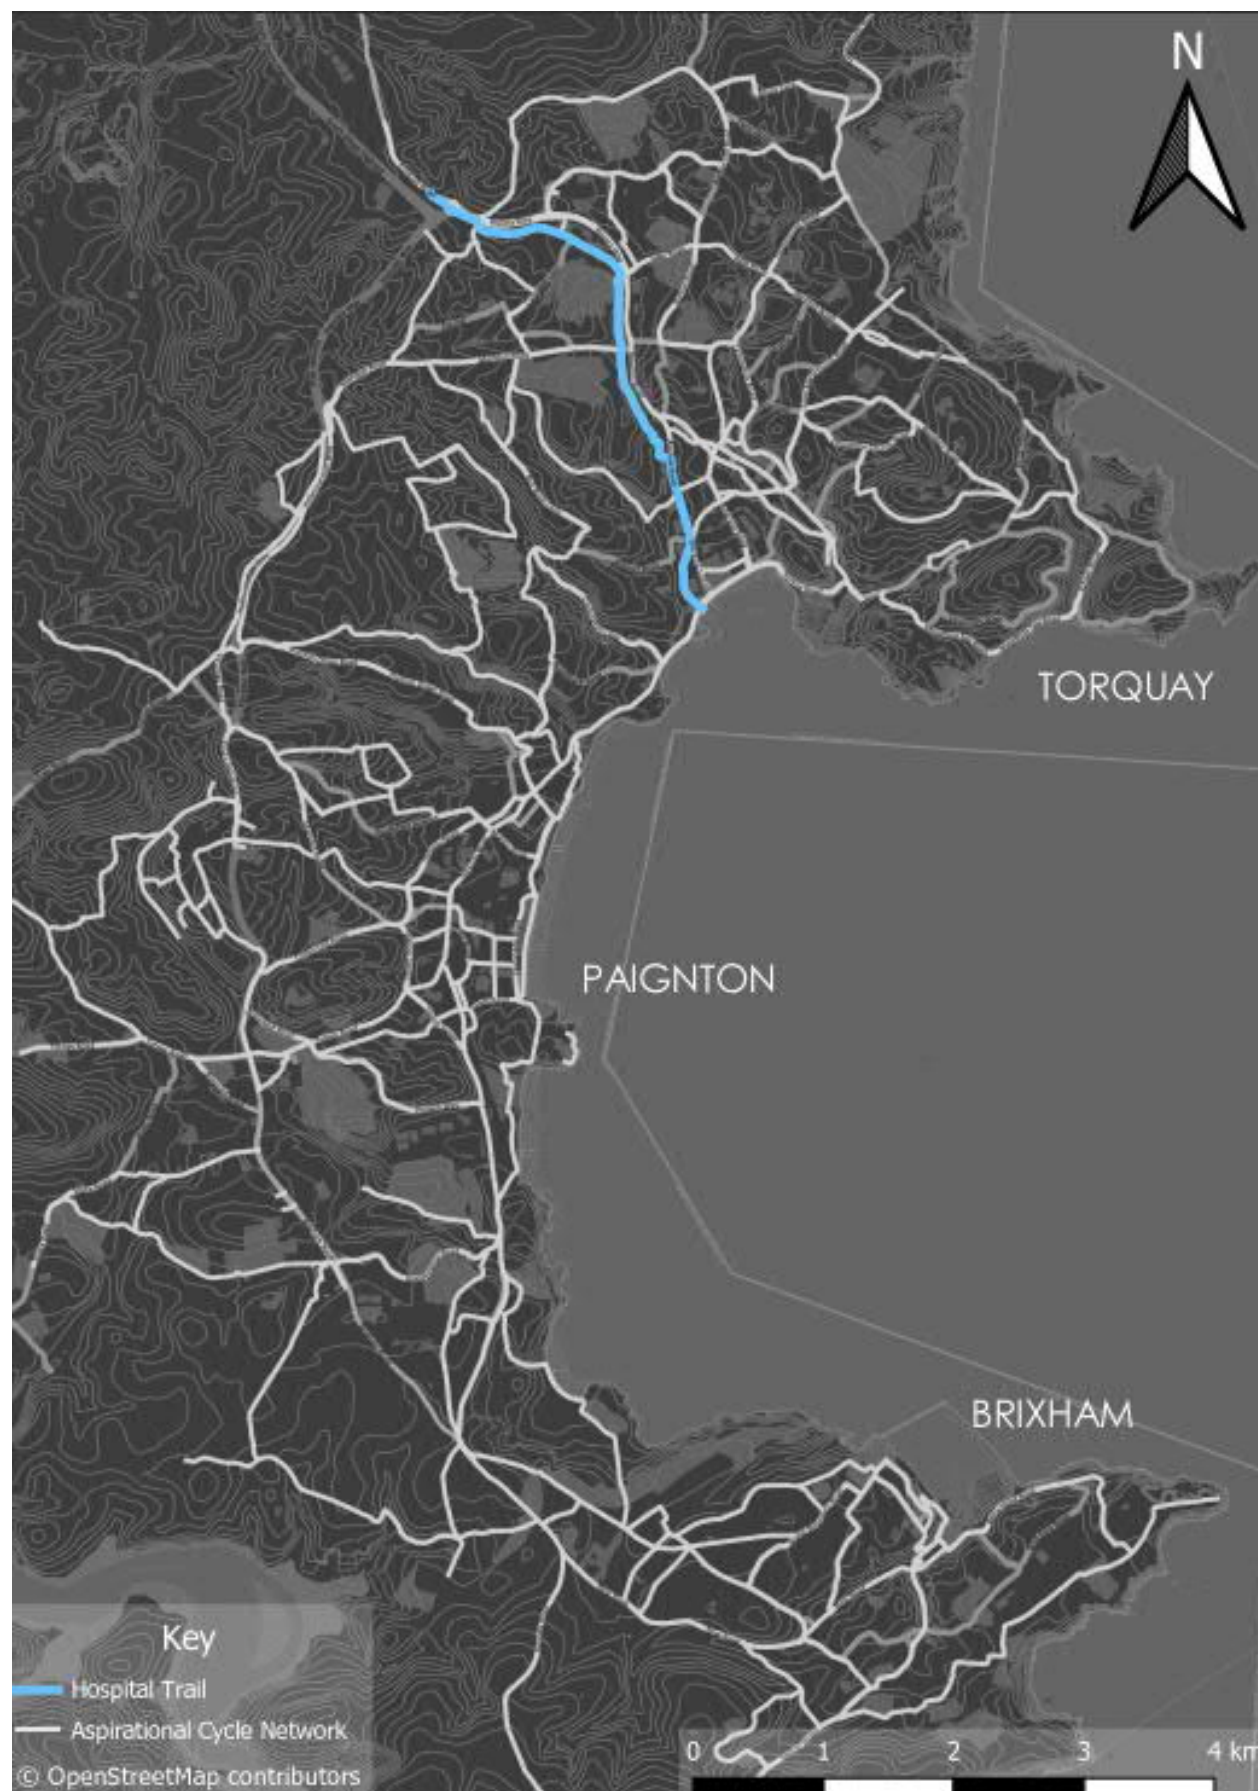 N
TORQUAY
PAIGNTON
BRIXHAM
Key
Hospital Trail
Aspirational Cycle Network
© OpenStreetMap contributors
0 1 2 3 4 km